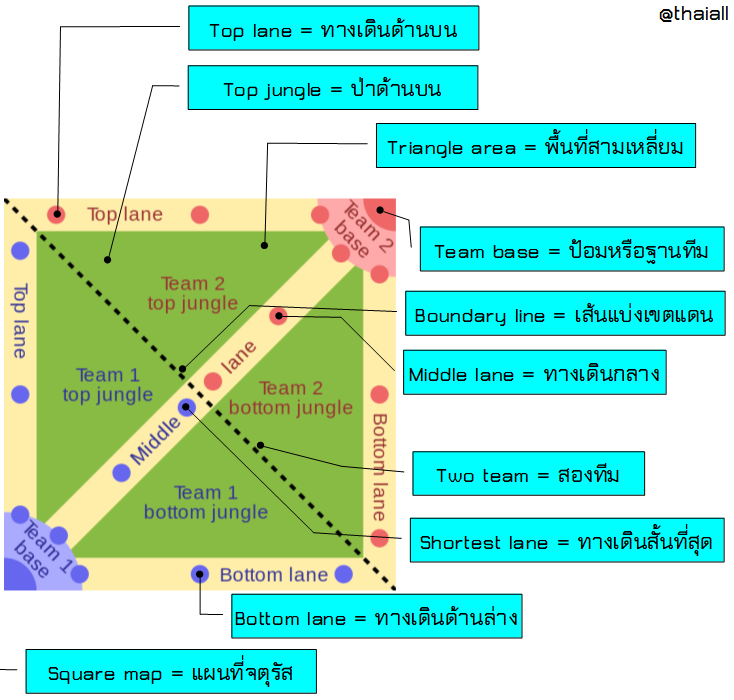 @thaiall
Top lane = ทางเดินด้านบน
Top jungle = ป่าด้านบน
Triangle area = พื้นที่สามเหลี่ยม
Top lane
Team 2
base
Team base = ป้อมหรือฐานทีม
Team 2
top jungle
Top lane
Boundary line = เส้นแบ่งเขตแดน
Middle lane
Middle lane = ทางเดินกลาง
Team 1
top jungle
Team 2
bottom jungle
Bottom lane
Two team = สองทีม
Team 1
bottom jungle
Shortest lane = ทางเดินสั้นที่สุด
Team 1
base
Bottom lane
Bottom lane = ทางเดินด้านล่าง
Square map = แผนที่จตุรัส